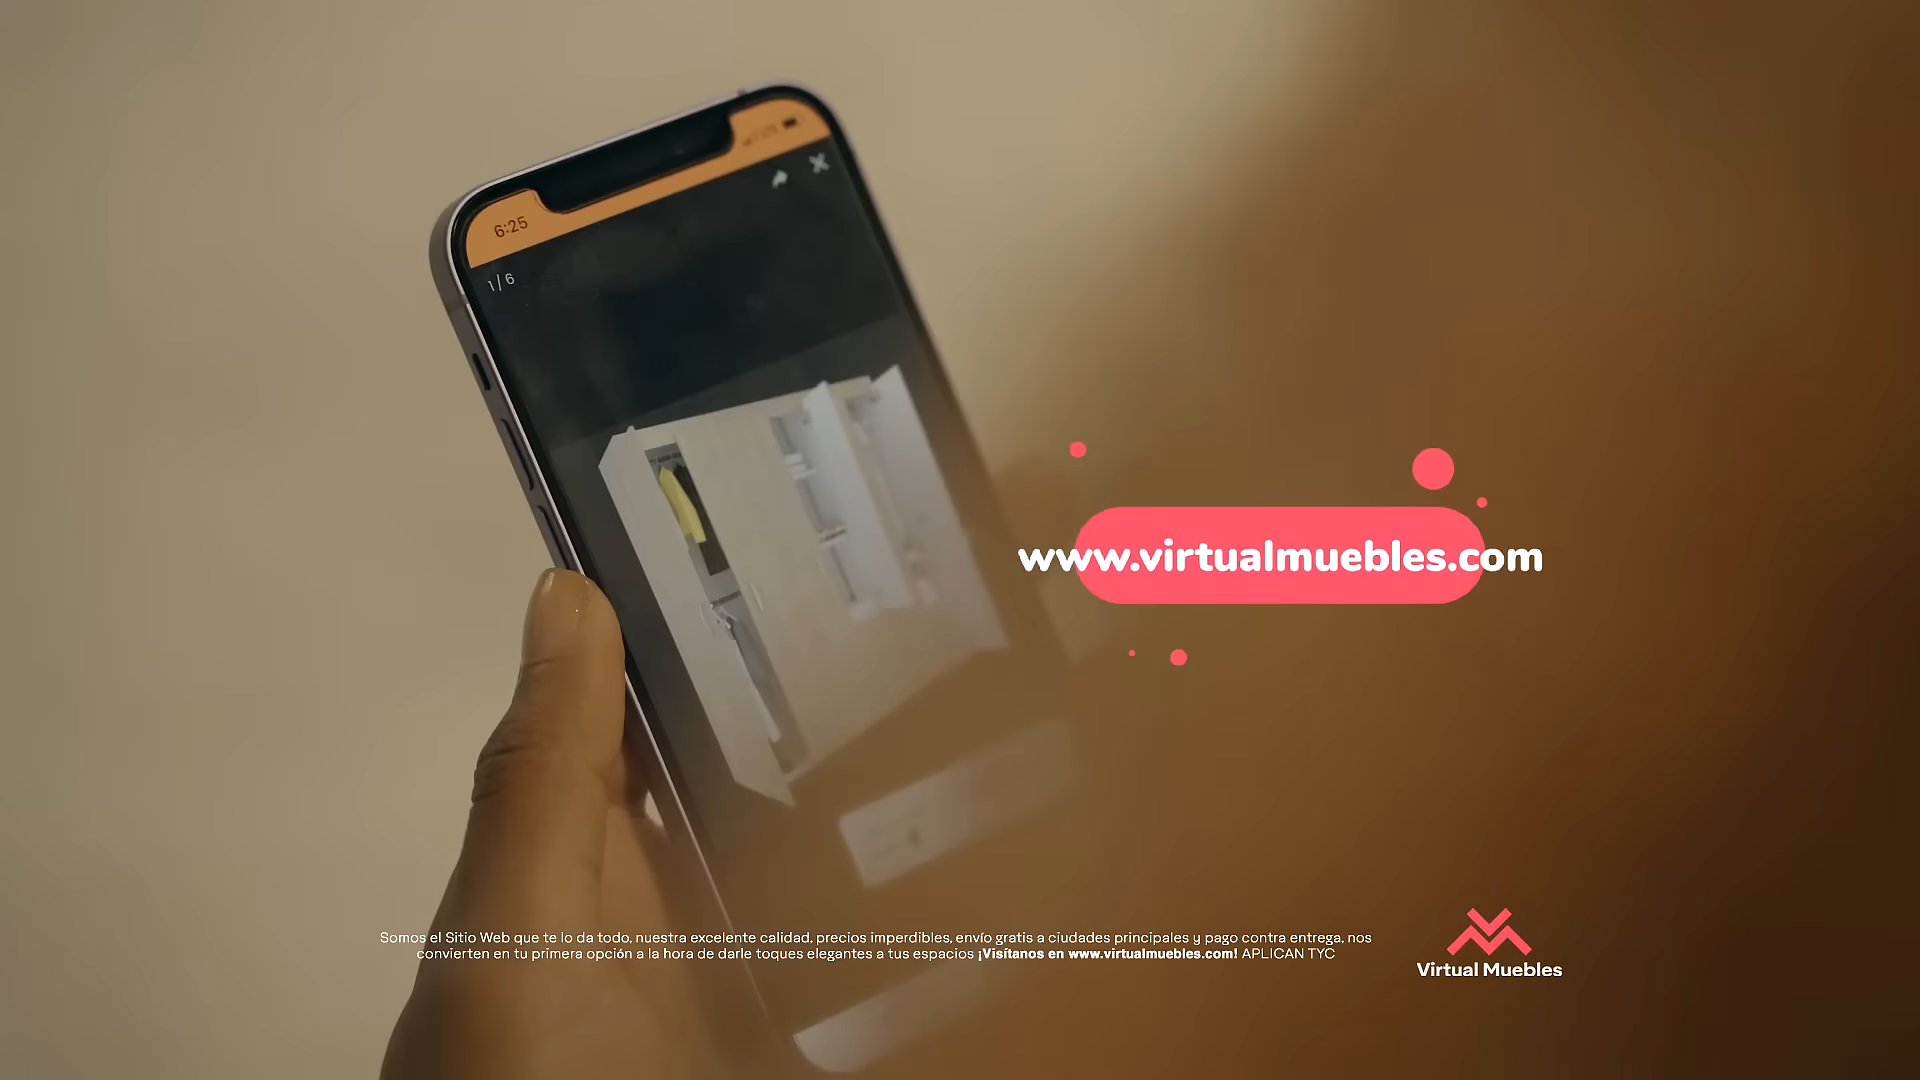 6:25
1/6
www.virtualmuebles.com
Somos el Sitio Web que te lo da todo, nuestra excelente calidad, precios imperdibles, envío gratis a ciudades principales y pago contra entrega, nos
convierten en tu primera opción a la hora de darle toques elegantes a tus espacios ¡Visítanos en www.virtualmuebles.com! APLICAN TYC
Virtual Muebles